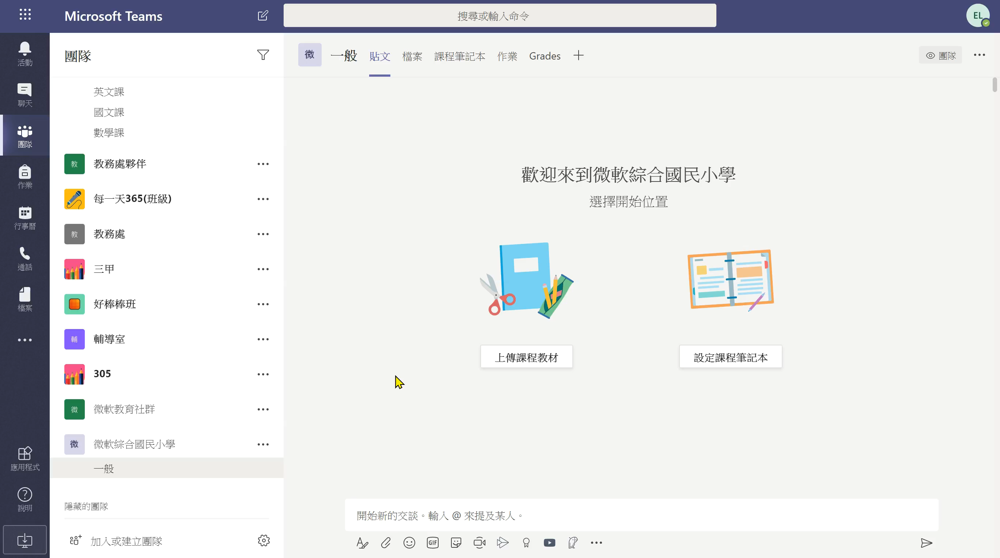 Microsoft Teams
搜尋或輸入命令
EL
活動
聊天
團隊
作業
行事曆
通話
檔案
應用程式
說明
團隊
英文課
國文課
數學課
教 教務處夥伴
每一天365(班級)
教 教務處
三甲
好棒棒班
輔 輔導室
305
微 微軟教育社群
微 微軟綜合國民小學
一般
隱藏的團隊
加入或建立團隊
微 一般 貼文 檔案 課程筆記本 作業 Grades
團隊
歡迎來到微軟綜合國民小學
選擇開始位置
上傳課程教材
設定課程筆記本
開始新的交談。輸入 @ 來提及某人。
GIF